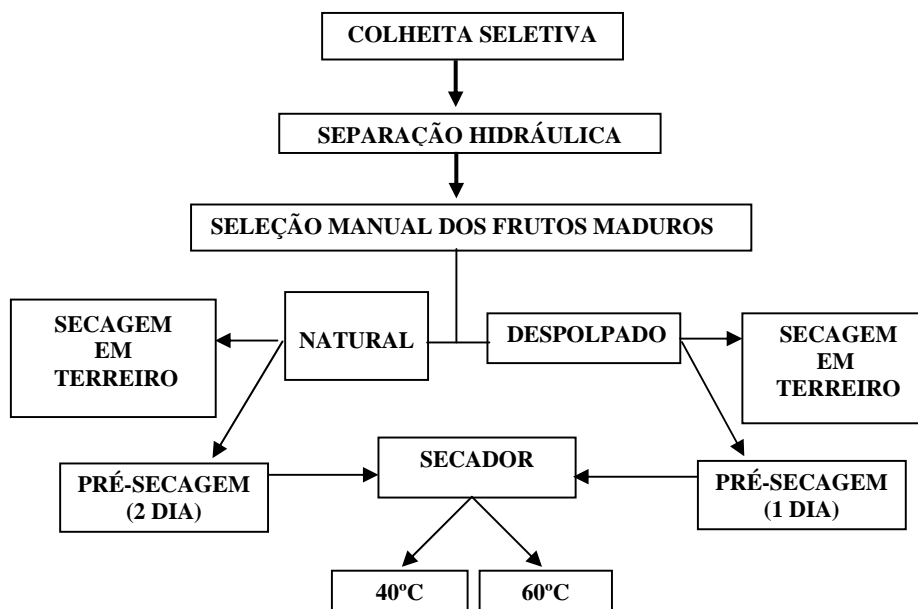 COLHEITA SELETIVA
SEPARAÇÃO HIDRÁULICA
SELEÇÃO MANUAL DOS FRUTOS MADUROS
SECAGEM
EM
TERREIRO
NATURAL
DESPOLPADO
SECAGEM
EM
TERREIRO
PRÉ-SECAGEM
(2 DIA)
SECADOR
PRÉ-SECAGEM
(1 DIA)
40ºC
60ºC